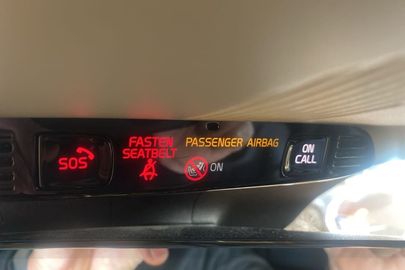 SOS
FASTEN
SEATBELT
PASSENGER AIRBAG
ON
ON
CALL